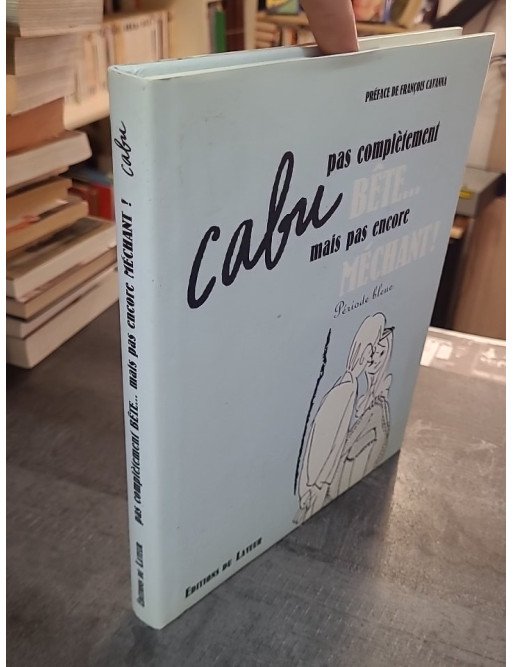 PRÉFACE DE FRANÇOIS CAVANNA
cabu
pas complètement
BÊTE...
mais pas encore
MÉCHANT!
Période bleue
EDITIONS DU LAYEUR
cabu
pas complètement BÊTE... mais pas encore MÉCHANT !
EDITIONS DU LAYEUR